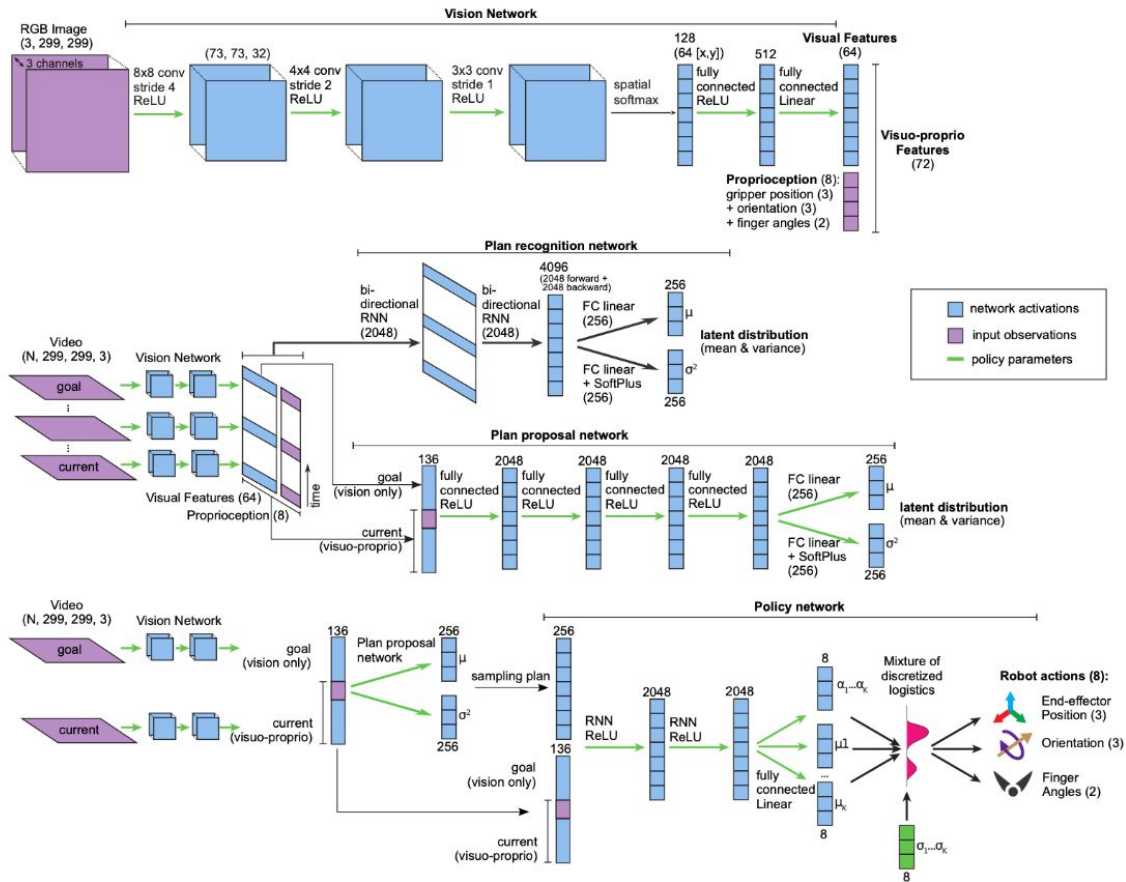 Vision Network
RGB Image
(3, 299, 299)
3 channels
8x8 conv
stride 4
ReLU
(73, 73, 32)
4x4 conv
stride 2
ReLU
3x3 conv
stride 1
ReLU
spatial
softmax
128
(64 [x,y])
fully
connected
ReLU
512
fully
connected
Linear
Visual Features
(64)
Visuo-proprio
Features
(72)
Proprioception (8):
gripper position (3)
+ orientation (3)
+ finger angles (2)
Plan recognition network
bi-
directional
RNN
(2048)
bi-
directional
RNN
(2048)
4096
(2048 forward +
2048 backward)
FC linear
(256)
FC linear
+ SoftPlus
(256)
256
μ
σ²
256
latent distribution
(mean & variance)
network activations
input observations
policy parameters
Video
(N, 299, 299, 3)
Vision Network
goal
...
...
current
Visual Features (64)
Proprioception (8)
time
Plan proposal network
goal
(vision only)
current
(visuo-proprio)
136
fully
connected
ReLU
2048
fully
connected
ReLU
2048
fully
connected
ReLU
2048
fully
connected
ReLU
2048
FC linear
(256)
FC linear
+ SoftPlus
(256)
256
μ
σ²
256
latent distribution
(mean & variance)
Video
(N, 299, 299, 3)
Vision Network
goal
current
goal
(vision only)
current
(visuo-proprio)
136
Plan proposal
network
256
μ
σ²
256
sampling plan
Policy network
256
136
goal
(vision only)
current
(visuo-proprio)
RNN
ReLU
2048
RNN
ReLU
2048
fully
connected
Linear
8
α₁...αK
μ1
...
μK
8
Mixture of
discretized
logistics
σ₁...σK
8
Robot actions (8):
End-effector
Position (3)
Orientation (3)
Finger
Angles (2)